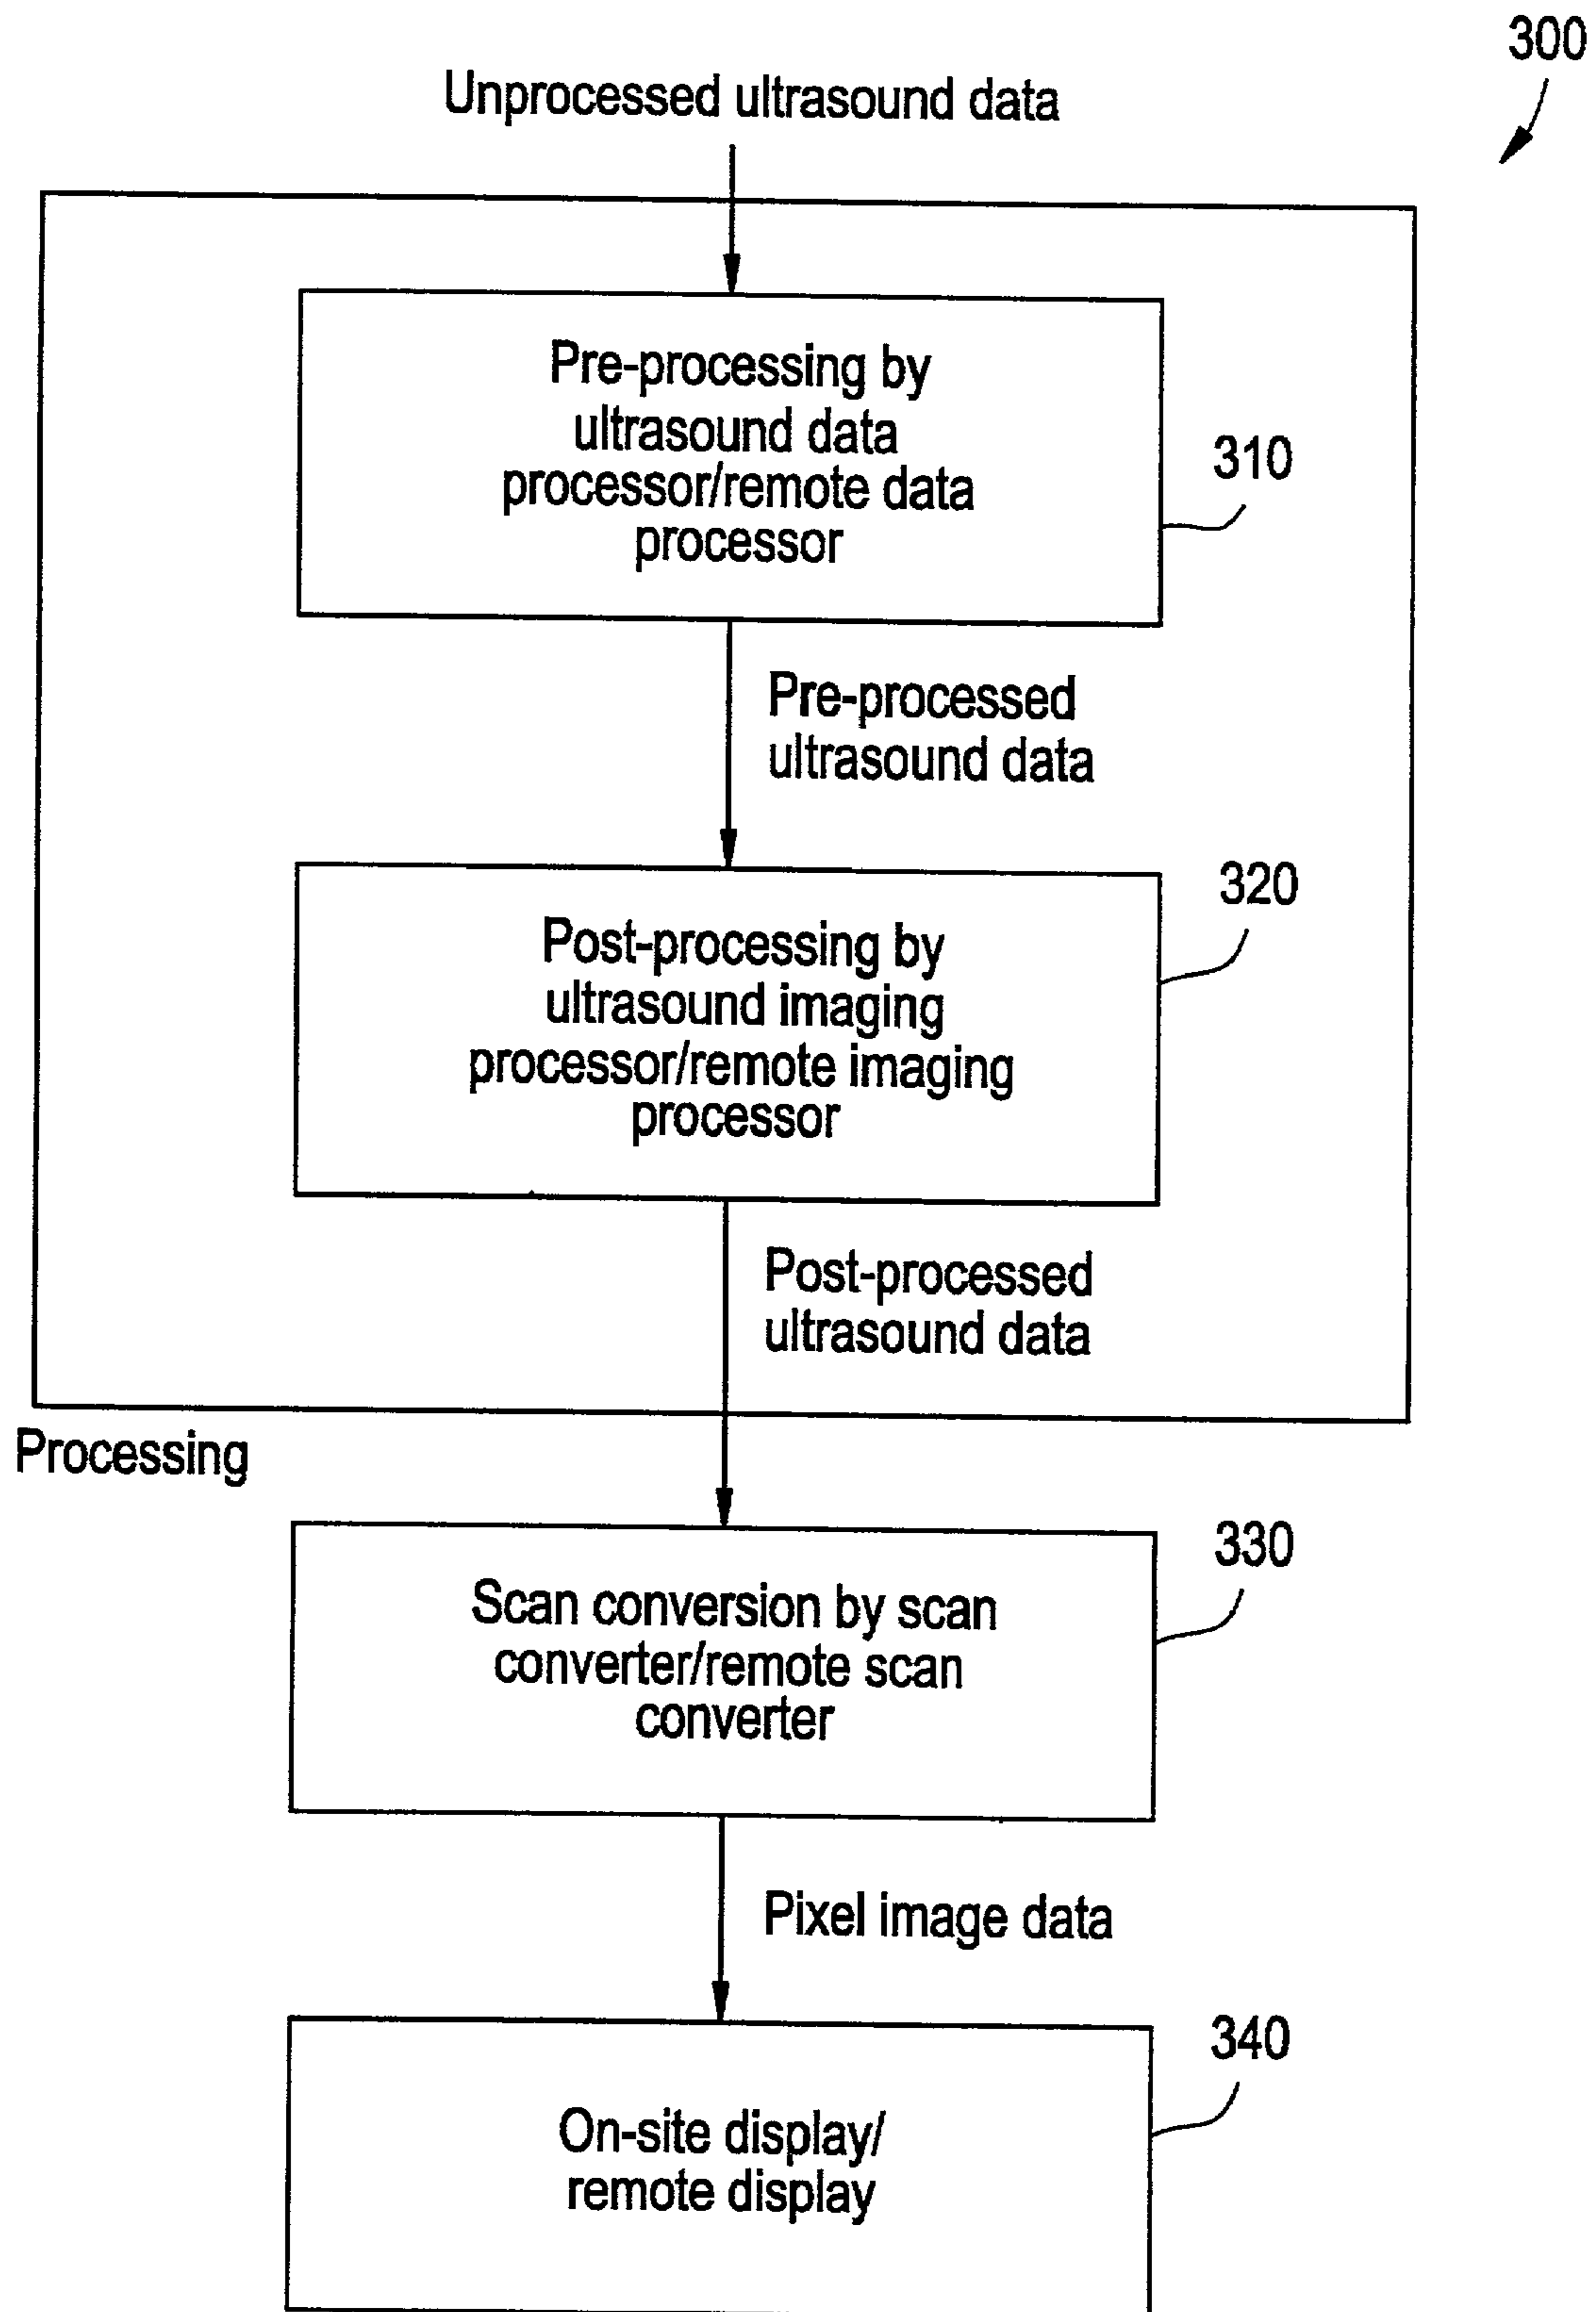 300
Unprocessed ultrasound data
Pre-processing by
ultrasound data
processor/remote data
processor
310
Pre-processed
ultrasound data
320
Post-processing by
ultrasound imaging
processor/remote imaging
processor
Post-processed
ultrasound data
Processing
330
Scan conversion by scan
converter/remote scan
converter
Pixel image data
340
On-site display/
remote display